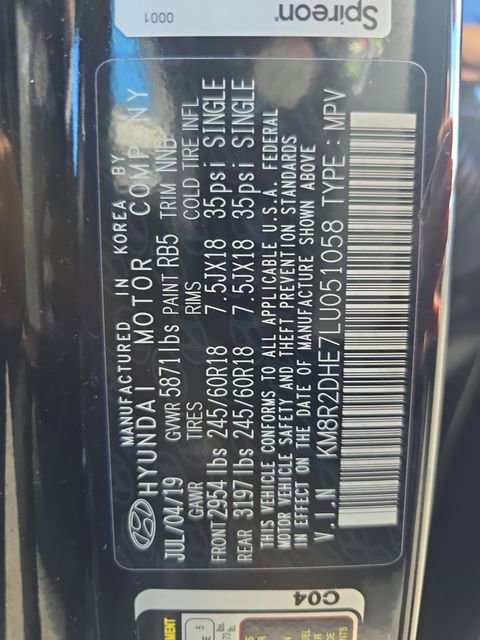 Spireon
0001
MANUFACTURED IN KOREA BY
HYUNDAI MOTOR COMPANY
JUL/04/19 GVWR 5871 lbs PAINT RB5 TRIM NNB
GAWR TIRES RIMS COLD TIRE INFL
FRONT 2954 lbs 245/60R18 7.5JX18 35psi SINGLE
REAR 3197 lbs 245/60R18 7.5JX18 35psi SINGLE
THIS VEHICLE CONFORMS TO ALL APPLICABLE U.S.A. FEDERAL
MOTOR VEHICLE SAFETY AND THEFT PREVENTION STANDARDS
IN EFFECT ON THE DATE OF MANUFACTURE SHOWN ABOVE
V.I.N KM8R2DHE7LU051058 TYPE : MPV
C04